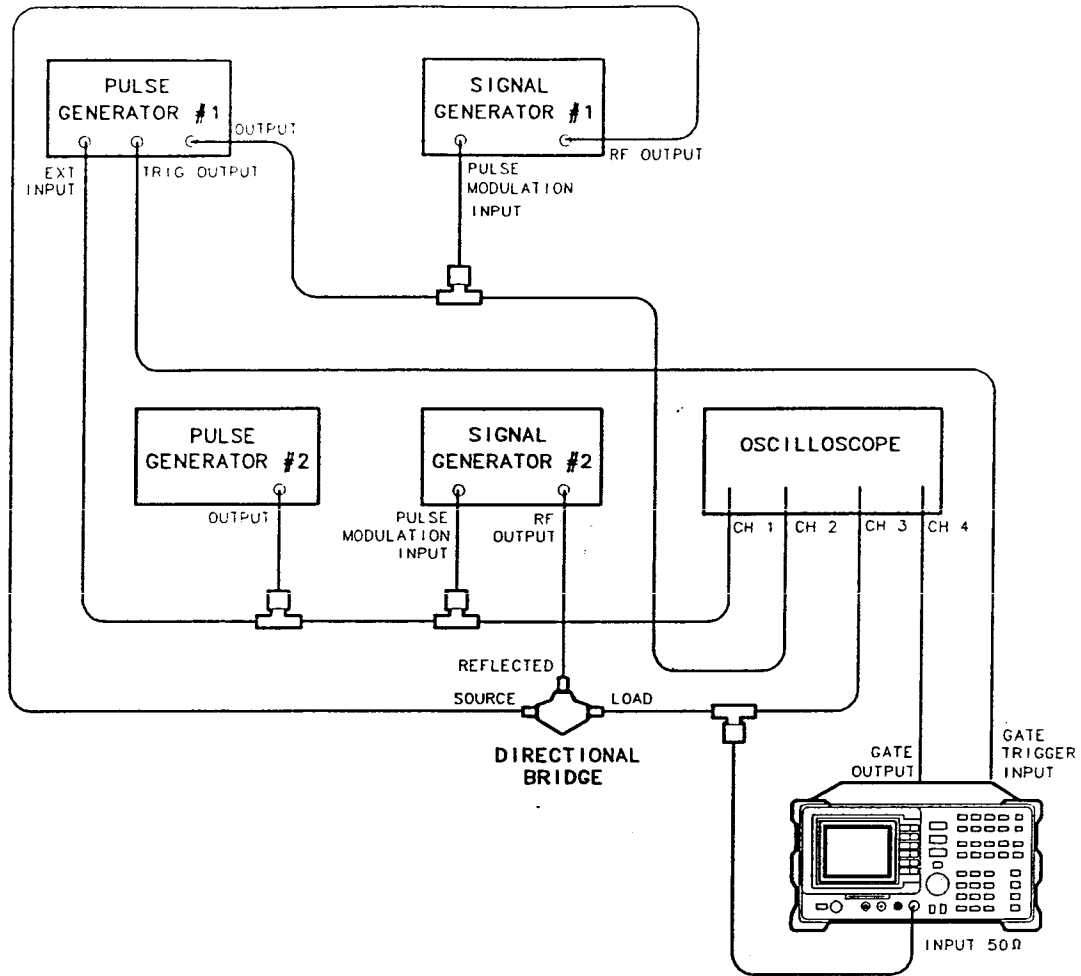 PULSE
GENERATOR #1
OUTPUT
EXT
INPUT
TRIG OUTPUT
SIGNAL
GENERATOR #1
RF OUTPUT
PULSE
MODULATION
INPUT
PULSE
GENERATOR #2
OUTPUT
SIGNAL
GENERATOR #2
PULSE
MODULATION
INPUT
RF
OUTPUT
OSCILLOSCOPE
CH 1
CH 2
CH 3
CH 4
REFLECTED
SOURCE
LOAD
DIRECTIONAL
BRIDGE
GATE
OUTPUT
GATE
TRIGGER
INPUT
INPUT 50Ω